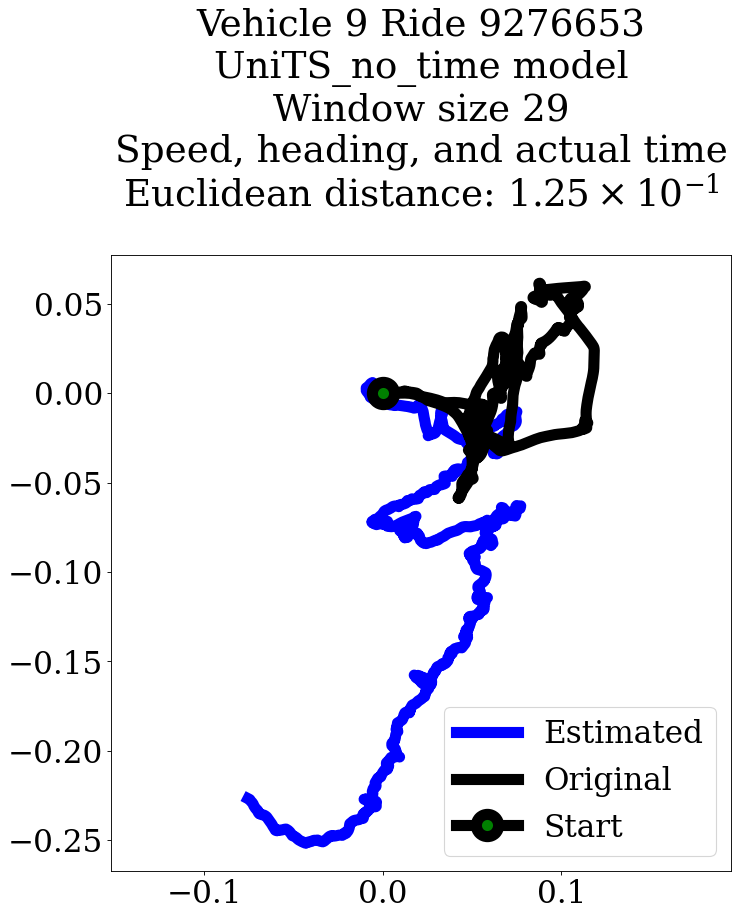 Vehicle 9 Ride 9276653
UniTS_no_time model
Window size 29
Speed, heading, and actual time
Euclidean distance: $1.25 \times 10^{-1}$
0.05
0.00
−0.05
−0.10
−0.15
−0.20
−0.25
−0.1
0.0
0.1
Estimated
Original
Start